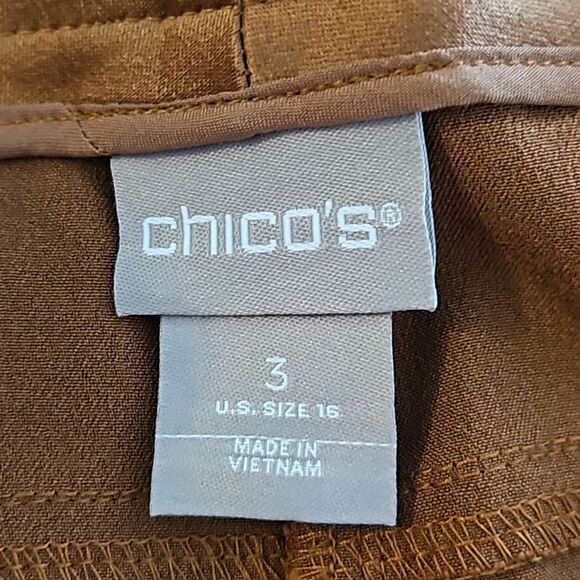 chico's®
3
U.S. SIZE 16
MADE IN
VIETNAM